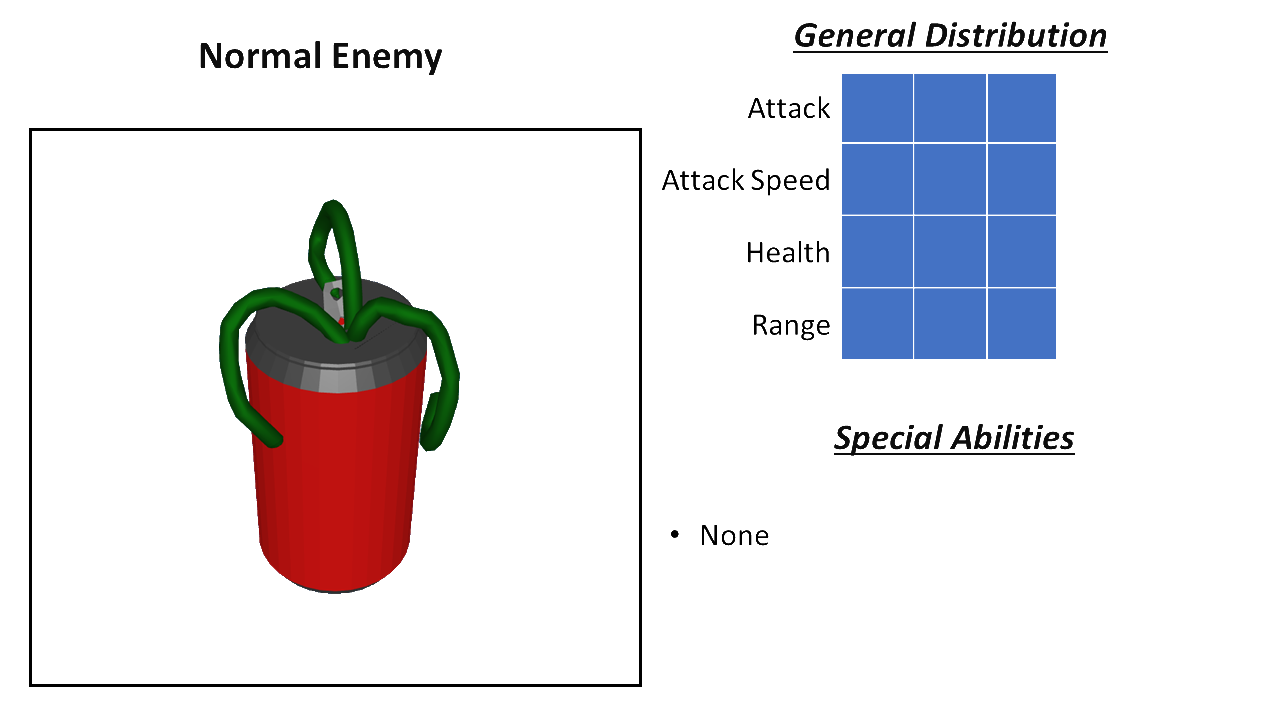 Normal Enemy
General Distribution
Attack
Attack Speed
Health
Range
Special Abilities
• None